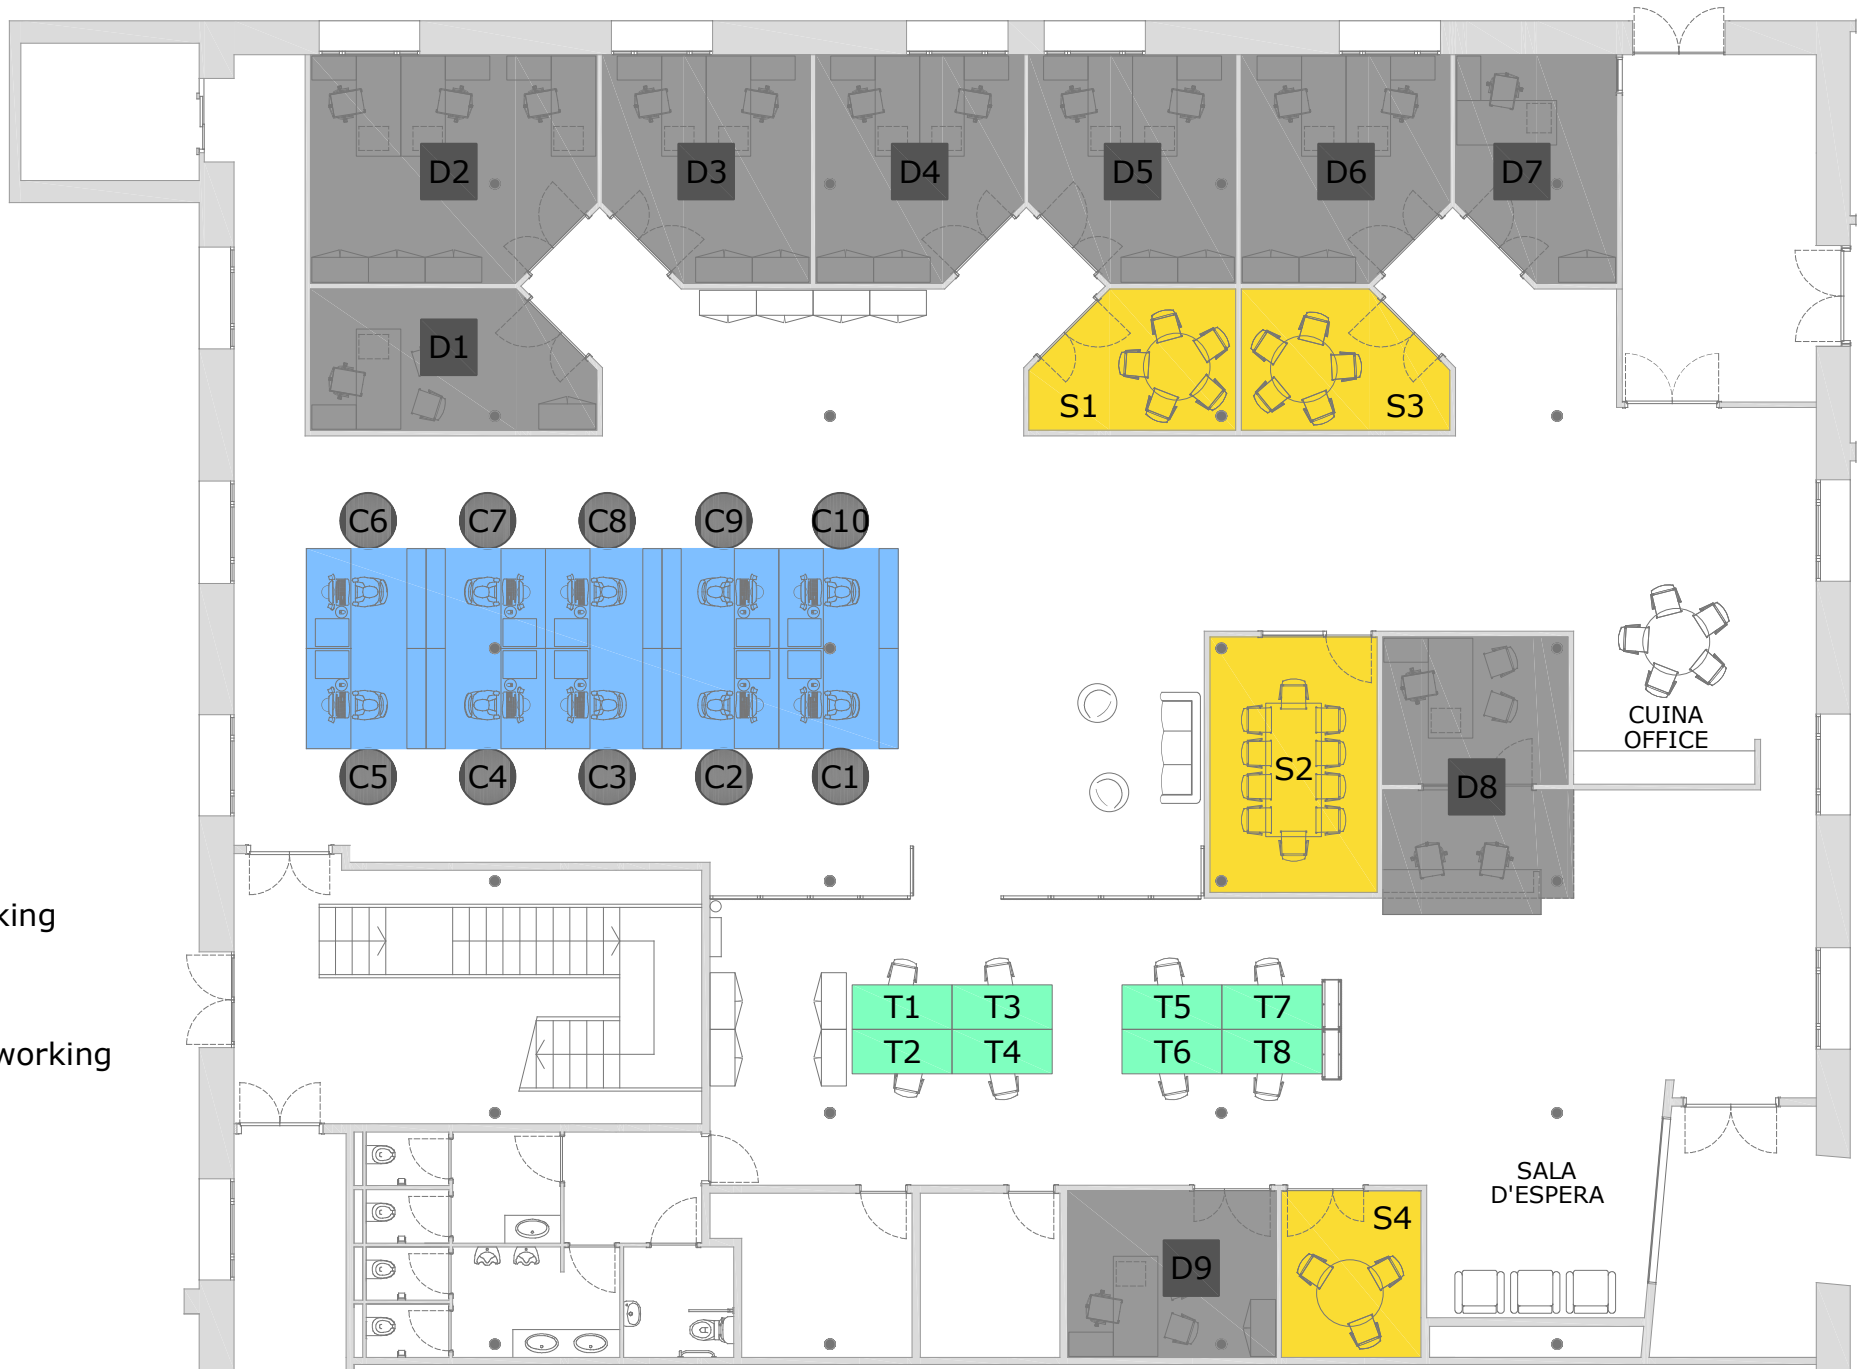 D2
D3
D4
D5
D6
D7
D1
S1
S3
C6
C7
C8
C9
C10
C5
C4
C3
C2
C1
S2
D8
CUINA
OFFICE
king
working
T1
T3
T5
T7
T2
T4
T6
T8
SALA
D'ESPERA
S4
D9